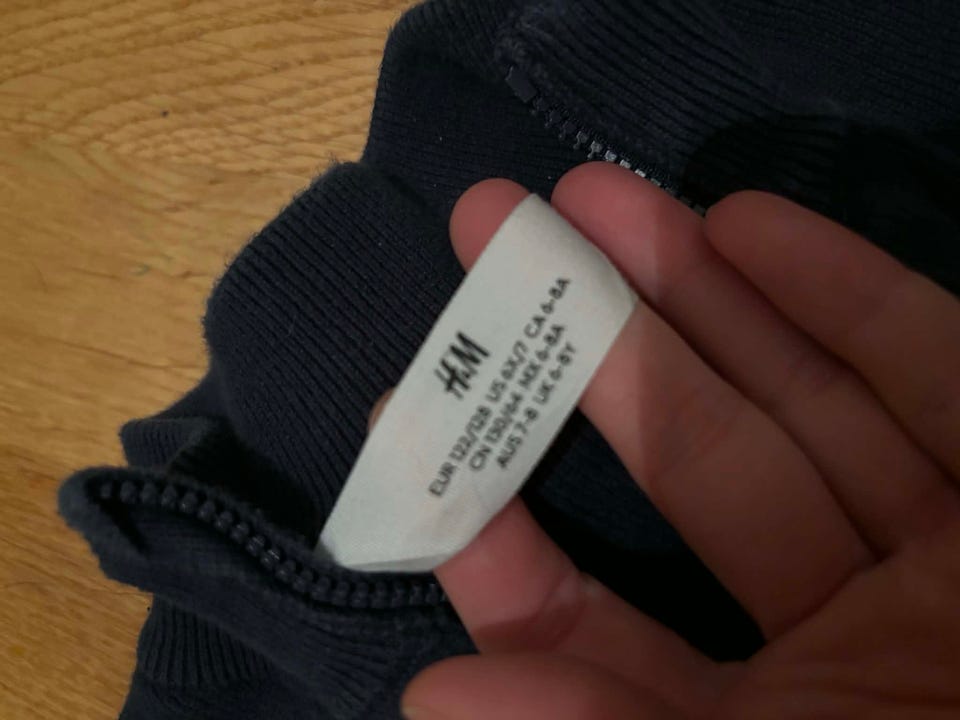 H&M
EUR 122/128 US 6X/7 CA 6-8A
CN 130/64 MX 6-8A
AUS 7-8 UK 6-8Y